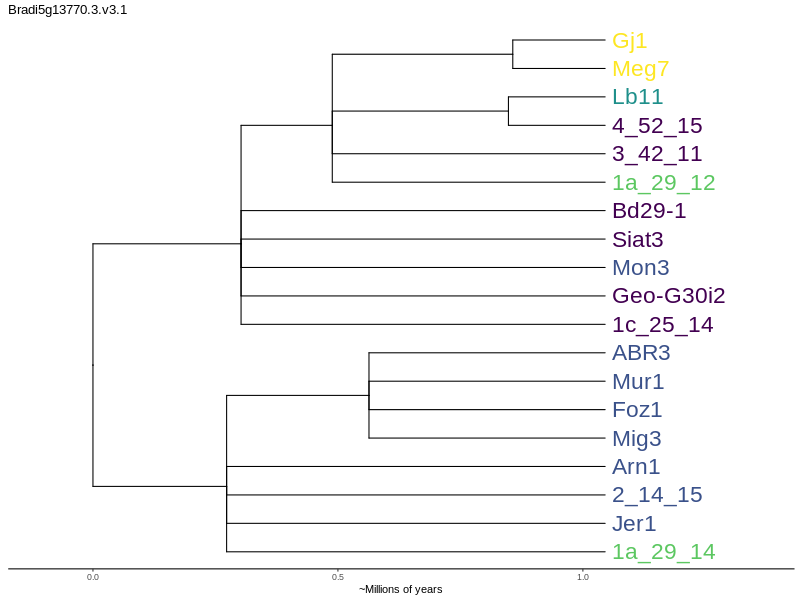 Bradi5g13770.3.v3.1
Gj1
Meg7
Lb11
4_52_15
3_42_11
1a_29_12
Bd29-1
Siat3
Mon3
Geo-G30i2
1c_25_14
ABR3
Mur1
Foz1
Mig3
Arn1
2_14_15
Jer1
1a_29_14
0.0 0.5 1.0
~Millions of years